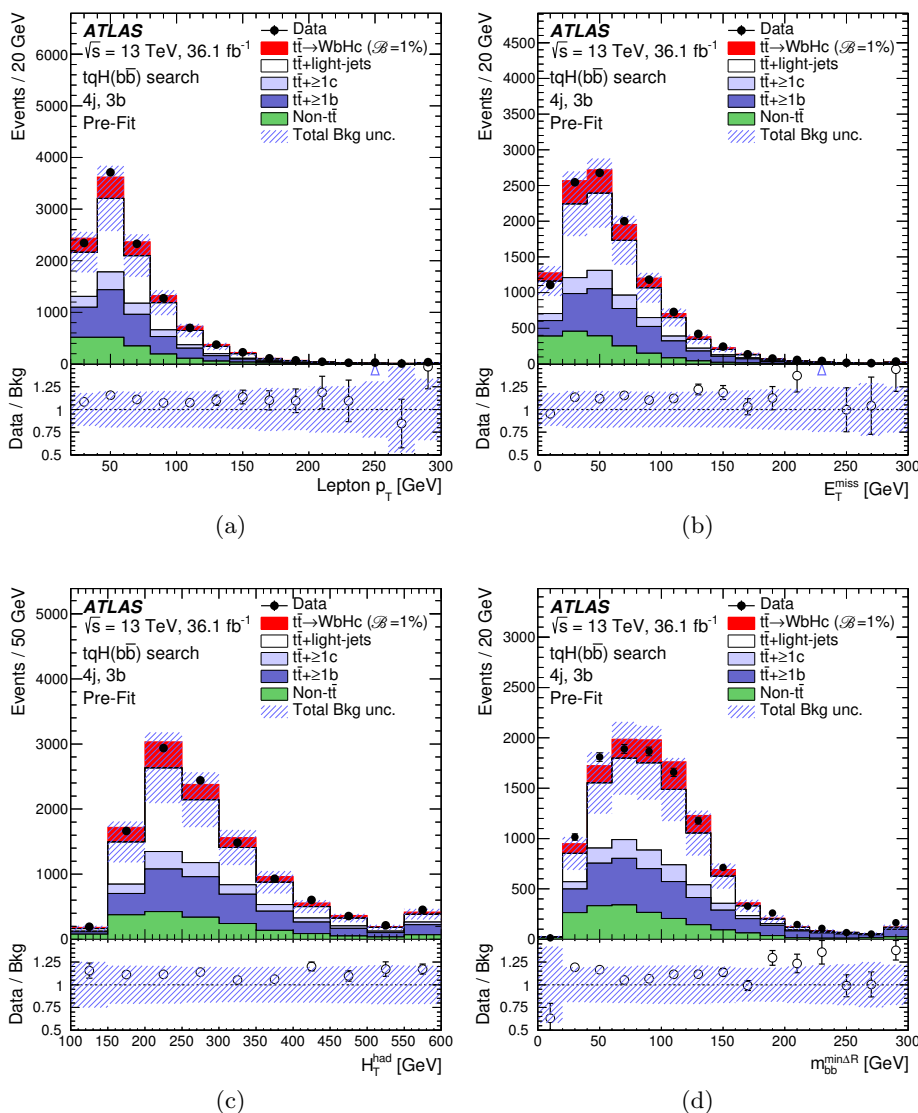 ATLAS
√s = 13 TeV, 36.1 fb⁻¹
tqH(bb̄) search
4j, 3b
Pre-Fit
Data
tt̄→WbHc (ℬ=1%)
tt̄+light-jets
tt̄+≥1c
tt̄+≥1b
Non-tt̄
Total Bkg unc.
Events / 20 GeV
6000
5000
4000
3000
2000
1000
0
Data / Bkg
1.25
1
0.75
0.5
50 100 150 200 250 300
Lepton p_T [GeV]
(a)
ATLAS
√s = 13 TeV, 36.1 fb⁻¹
tqH(bb̄) search
4j, 3b
Pre-Fit
Data
tt̄→WbHc (ℬ=1%)
tt̄+light-jets
tt̄+≥1c
tt̄+≥1b
Non-tt̄
Total Bkg unc.
Events / 20 GeV
4500
4000
3500
3000
2500
2000
1500
1000
500
0
Data / Bkg
1.25
1
0.75
0.5
0 50 100 150 200 250 300
E_T^miss [GeV]
(b)
ATLAS
√s = 13 TeV, 36.1 fb⁻¹
tqH(bb̄) search
4j, 3b
Pre-Fit
Data
tt̄→WbHc (ℬ=1%)
tt̄+light-jets
tt̄+≥1c
tt̄+≥1b
Non-tt̄
Total Bkg unc.
Events / 50 GeV
5000
4000
3000
2000
1000
0
Data / Bkg
1.25
1
0.75
0.5
100 150 200 250 300 350 400 450 500 550 600
H_T^had [GeV]
(c)
ATLAS
√s = 13 TeV, 36.1 fb⁻¹
tqH(bb̄) search
4j, 3b
Pre-Fit
Data
tt̄→WbHc (ℬ=1%)
tt̄+light-jets
tt̄+≥1c
tt̄+≥1b
Non-tt̄
Total Bkg unc.
Events / 20 GeV
3000
2500
2000
1500
1000
500
0
Data / Bkg
1.25
1
0.75
0.5
0 50 100 150 200 250 300
m_bb^minΔR [GeV]
(d)